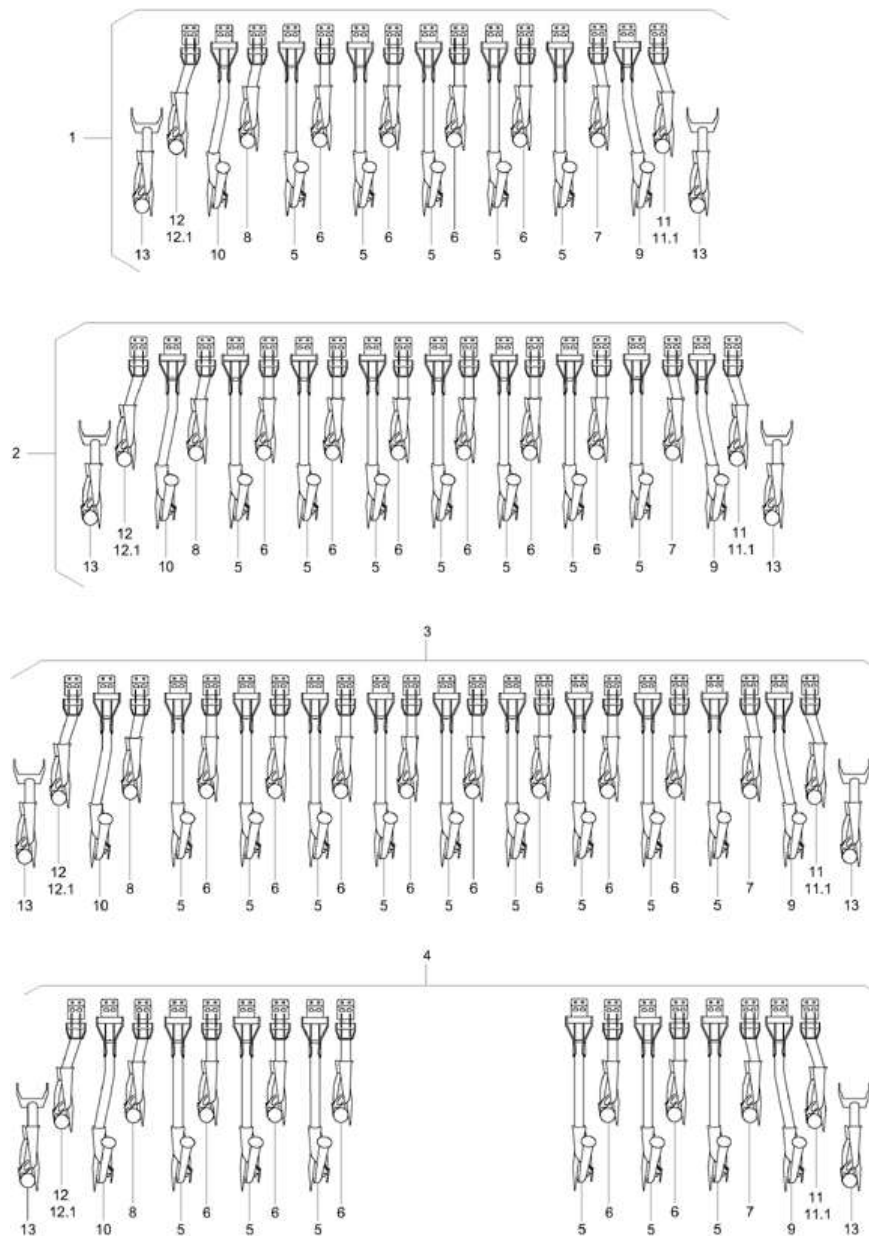 1
12 11
12.1 8 6 6 6 6 7 11.1
13 10 5 5 5 5 5 9 13
2
12 11
12.1 8 6 6 6 6 6 6 7 11.1
13 10 5 5 5 5 5 5 5 9 13
3
12 11
12.1 8 6 6 6 6 6 6 6 6 7 11.1
13 10 5 5 5 5 5 5 5 5 5 9 13
4
12 11
12.1 8 6 6 6 6 6 7 11.1
13 10 5 5 5 5 5 5 9 13